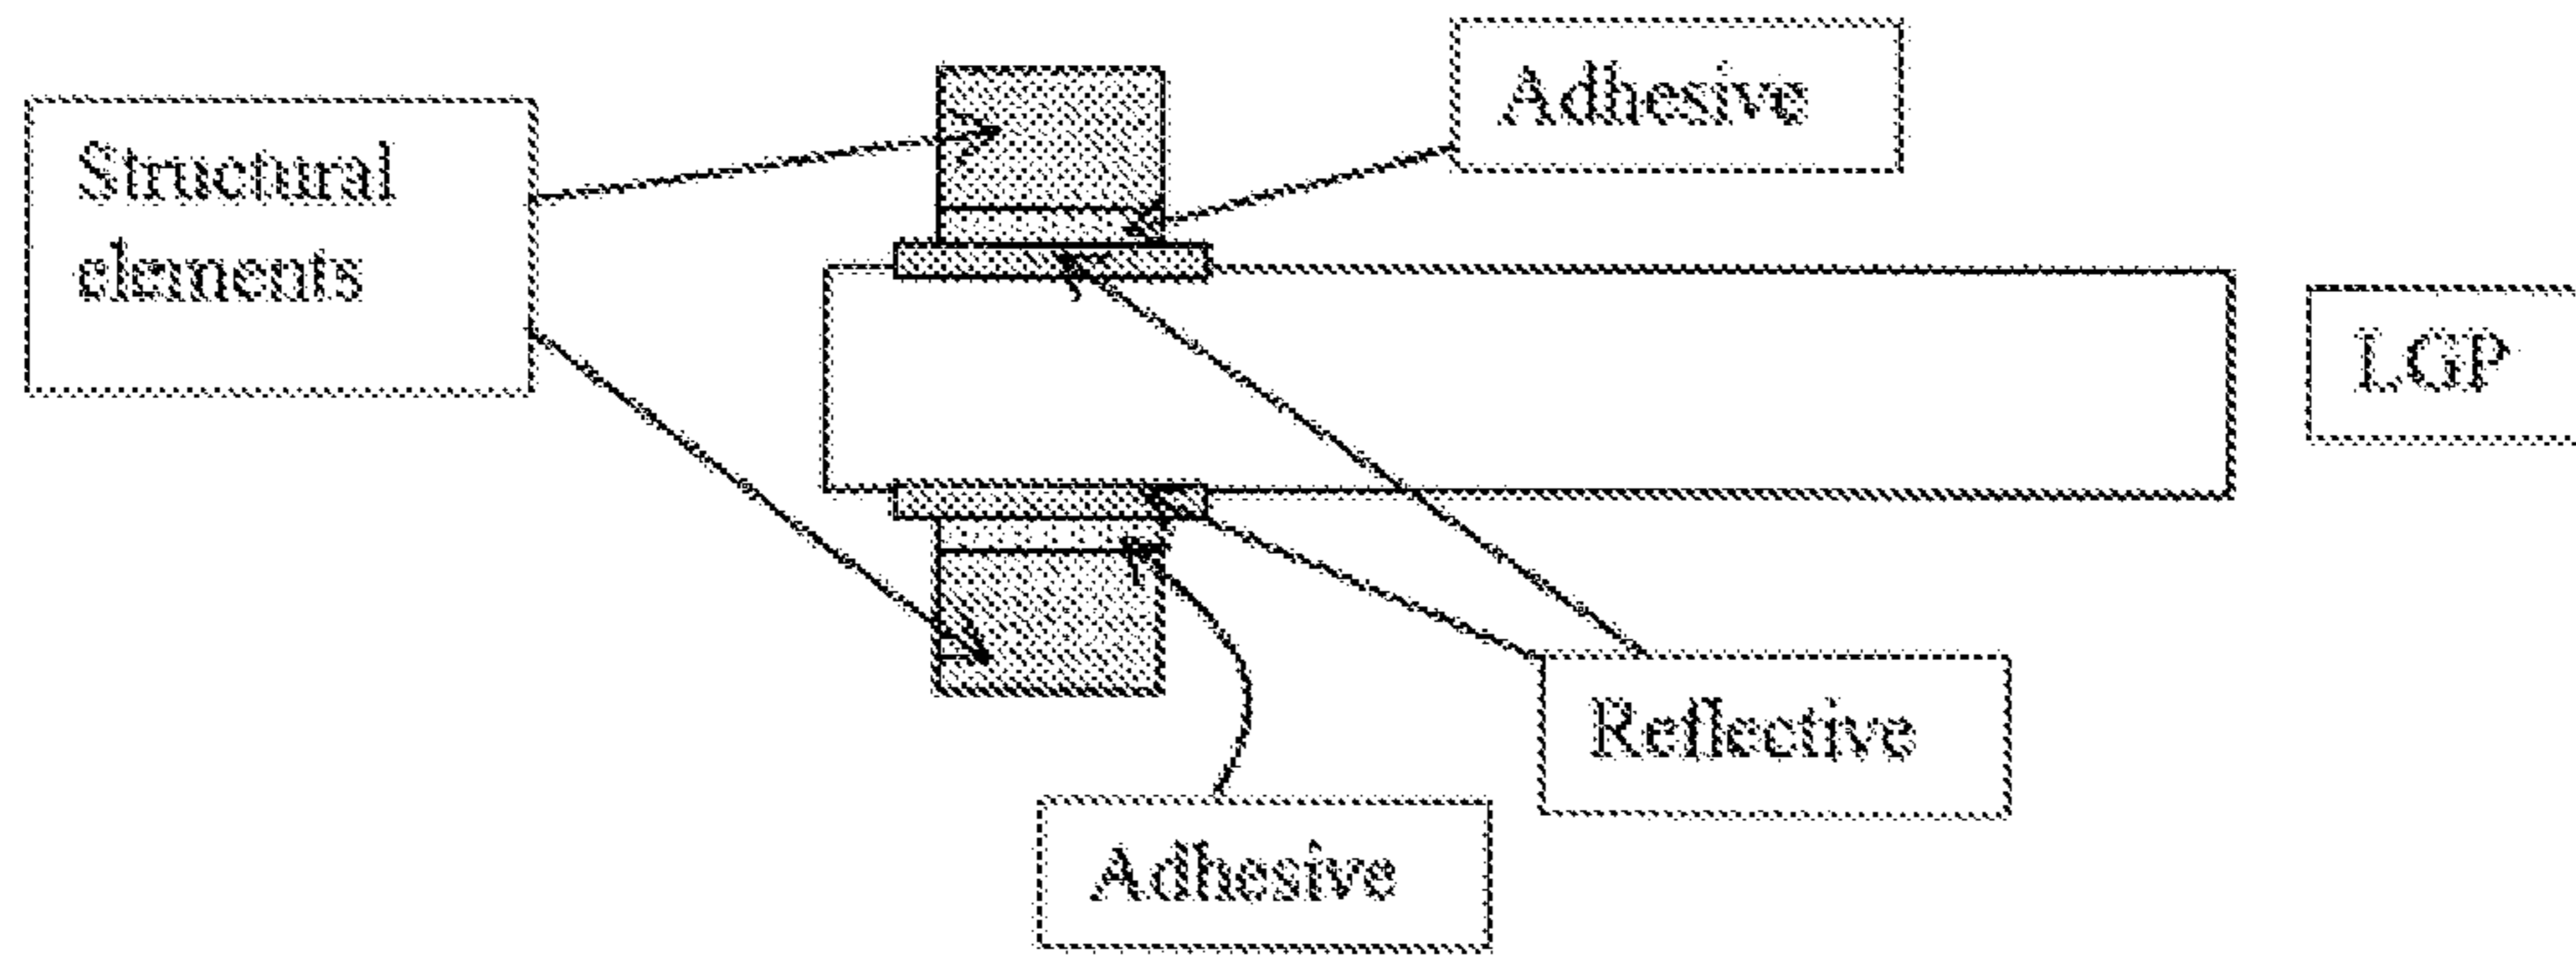 Adhesive
Structural
elements
LGP
Reflective
Adhesive